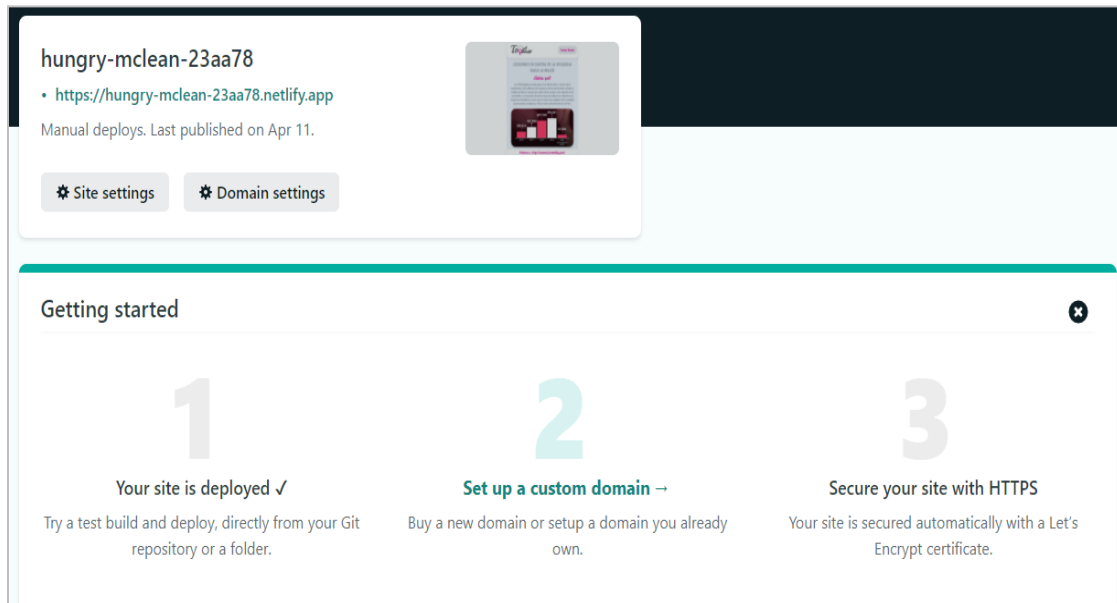 hungry-mclean-23aa78
• https://hungry-mclean-23aa78.netlify.app
Manual deploys. Last published on Apr 11.
Site settings
Domain settings
Getting started
1
Your site is deployed ✓
Try a test build and deploy, directly from your Git
repository or a folder.
2
Set up a custom domain →
Buy a new domain or setup a domain you already
own.
3
Secure your site with HTTPS
Your site is secured automatically with a Let's
Encrypt certificate.